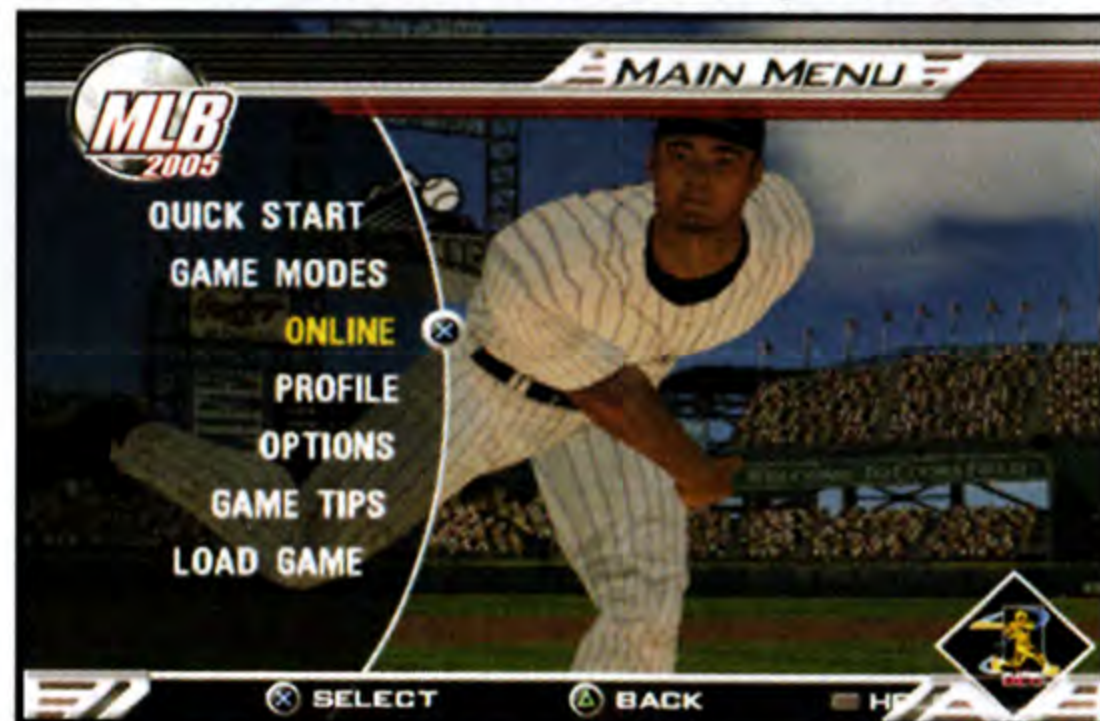 MAIN MENU
MLB
2005
QUICK START
GAME MODES
ONLINE
PROFILE
OPTIONS
GAME TIPS
LOAD GAME
SELECT
BACK